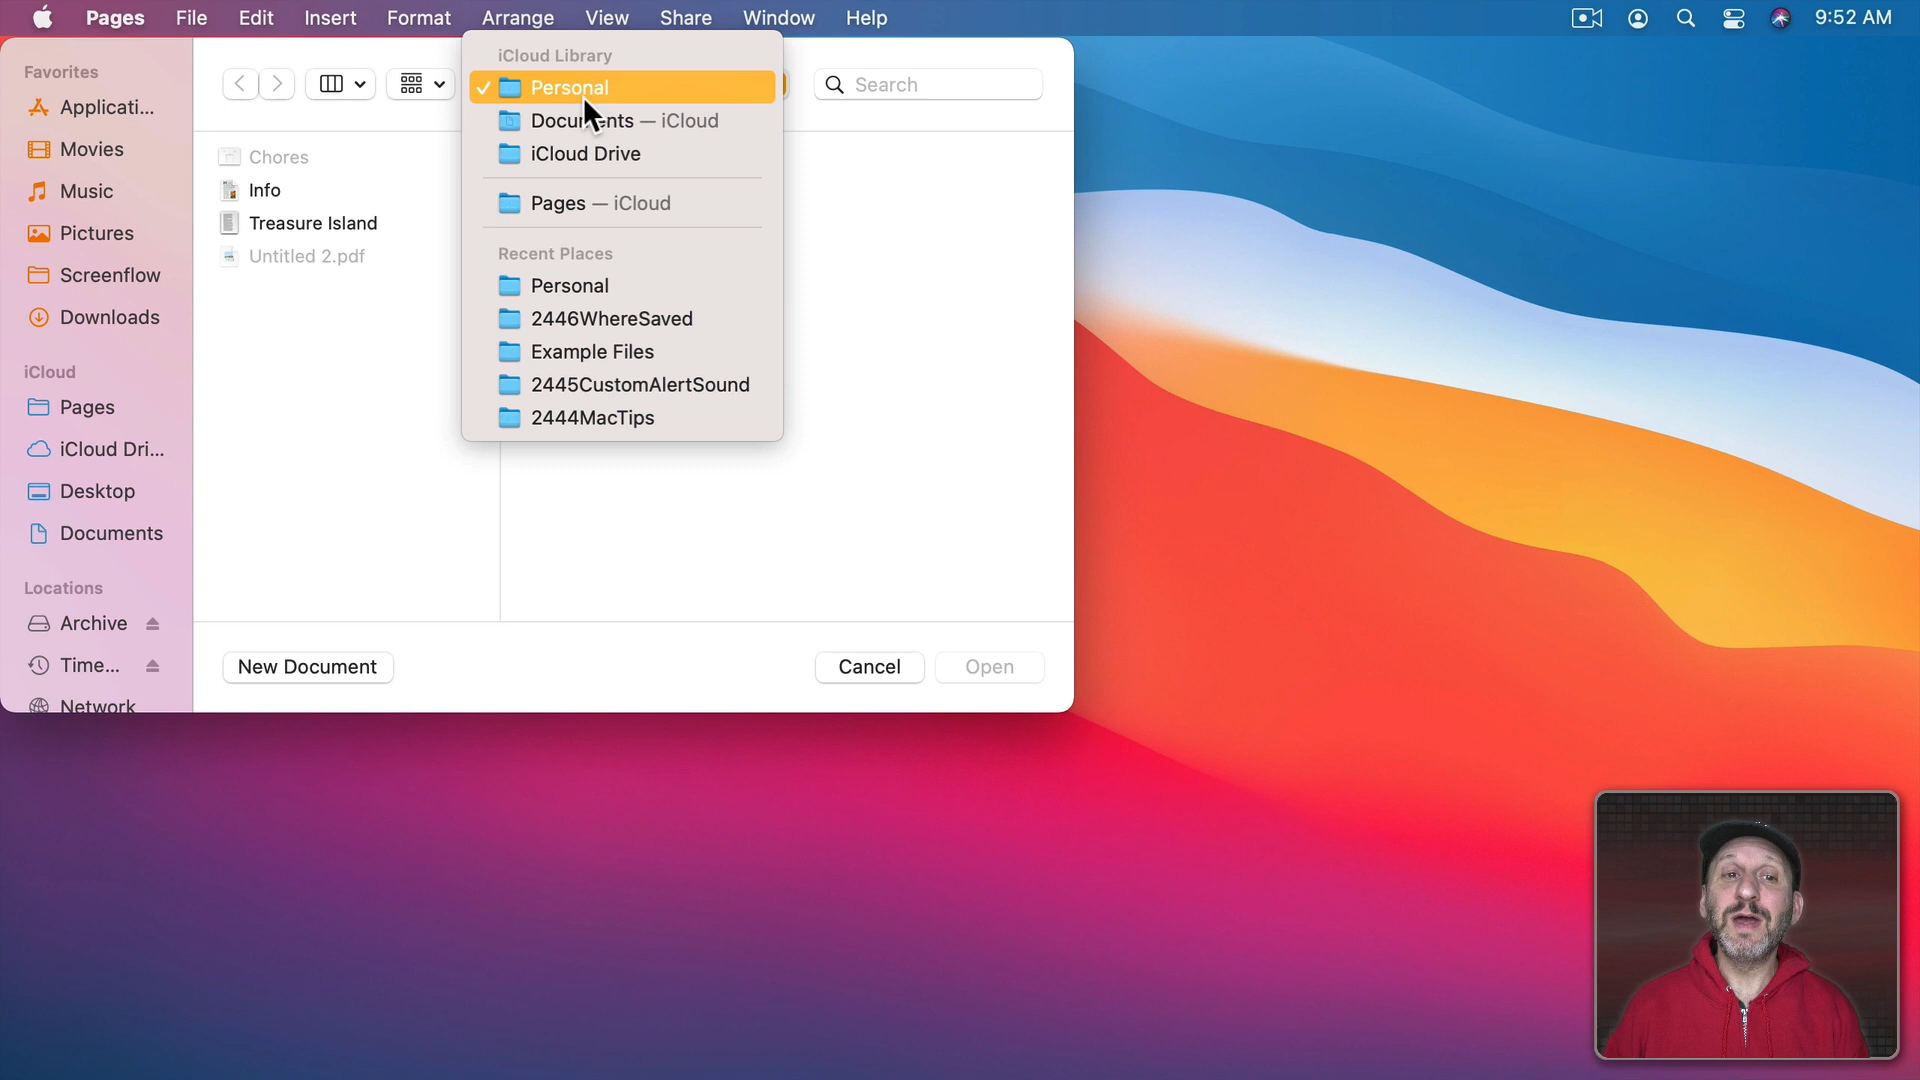 Pages File Edit Insert Format Arrange View Share Window Help 9:52 AM
Favorites
Applicati...
Movies
Music
Pictures
Screenflow
Downloads
iCloud
Pages
iCloud Dri...
Desktop
Documents
Locations
Archive
Time...
Network
Search
Chores
Info
Treasure Island
Untitled 2.pdf
iCloud Library
Personal
Documents — iCloud
iCloud Drive
Pages — iCloud
Recent Places
Personal
2446WhereSaved
Example Files
2445CustomAlertSound
2444MacTips
New Document Cancel Open